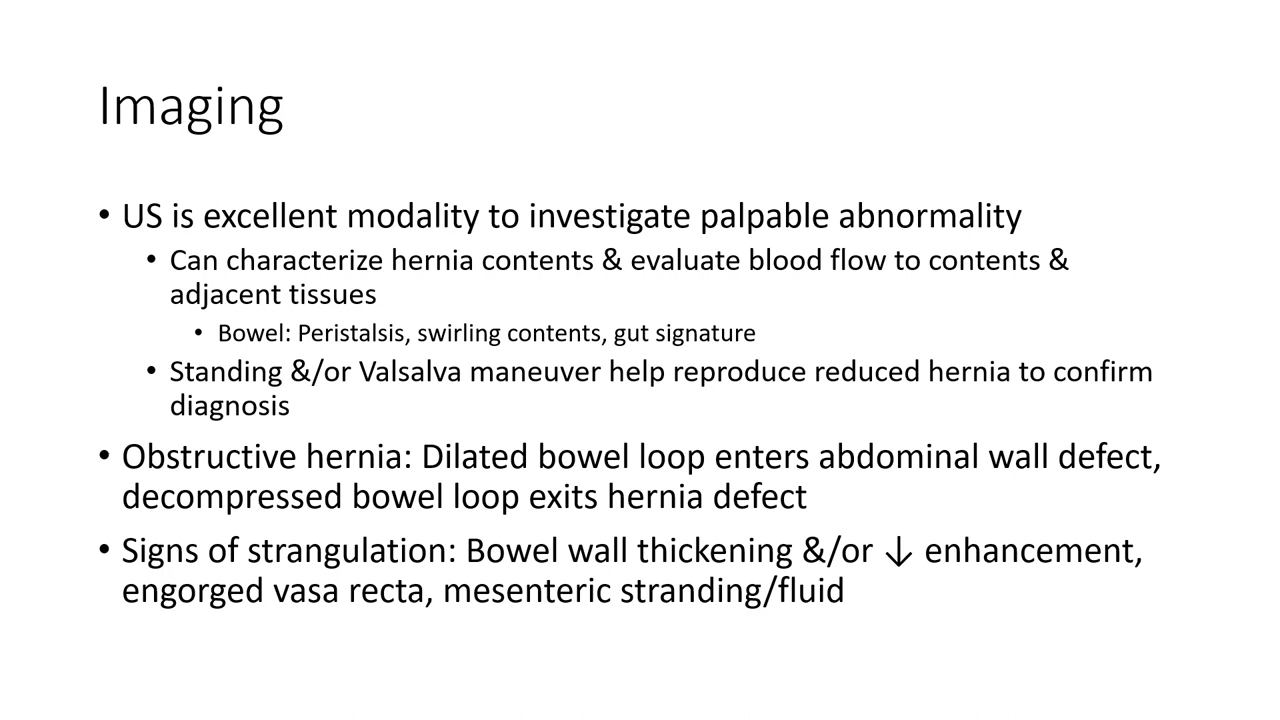 Imaging
• US is excellent modality to investigate palpable abnormality
• Can characterize hernia contents & evaluate blood flow to contents &
adjacent tissues
• Bowel: Peristalsis, swirling contents, gut signature
• Standing &/or Valsalva maneuver help reproduce reduced hernia to confirm
diagnosis
• Obstructive hernia: Dilated bowel loop enters abdominal wall defect,
decompressed bowel loop exits hernia defect
• Signs of strangulation: Bowel wall thickening &/or ↓ enhancement,
engorged vasa recta, mesenteric stranding/fluid